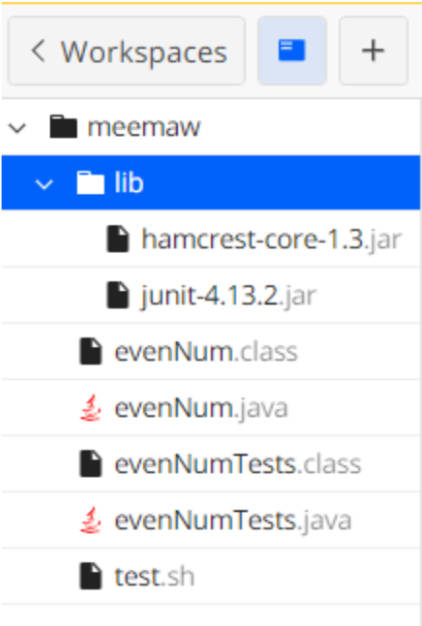 Workspaces
meemaw
lib
hamcrest-core-1.3.jar
junit-4.13.2.jar
evenNum.class
evenNum.java
evenNumTests.class
evenNumTests.java
test.sh